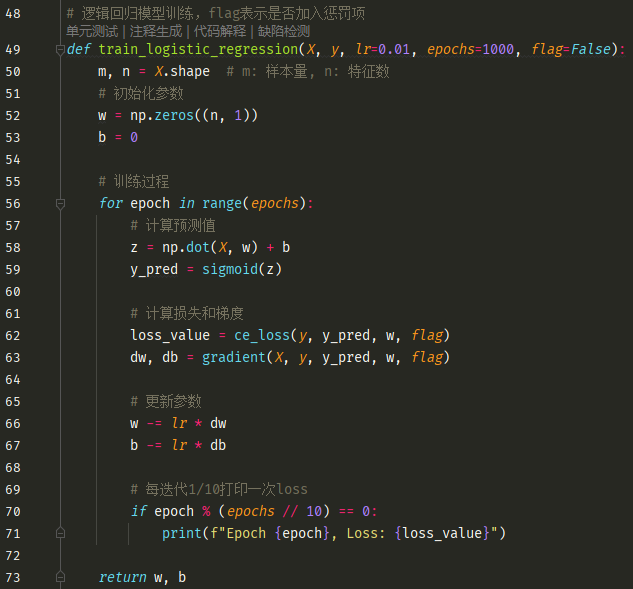 48 # 逻辑回归模型训练，flag表示是否加入惩罚项
单元测试 | 注释生成 | 代码解释 | 缺陷检测
49 def train_logistic_regression(X, y, lr=0.01, epochs=1000, flag=False):
50     m, n = X.shape  # m: 样本量, n: 特征数
51     # 初始化参数
52     w = np.zeros((n, 1))
53     b = 0
54
55     # 训练过程
56     for epoch in range(epochs):
57         # 计算预测值
58         z = np.dot(X, w) + b
59         y_pred = sigmoid(z)
60
61         # 计算损失和梯度
62         loss_value = ce_loss(y, y_pred, w, flag)
63         dw, db = gradient(X, y, y_pred, w, flag)
64
65         # 更新参数
66         w -= lr * dw
67         b -= lr * db
68
69         # 每迭代1/10打印一次loss
70         if epoch % (epochs // 10) == 0:
71             print(f"Epoch {epoch}, Loss: {loss_value}")
72
73     return w, b